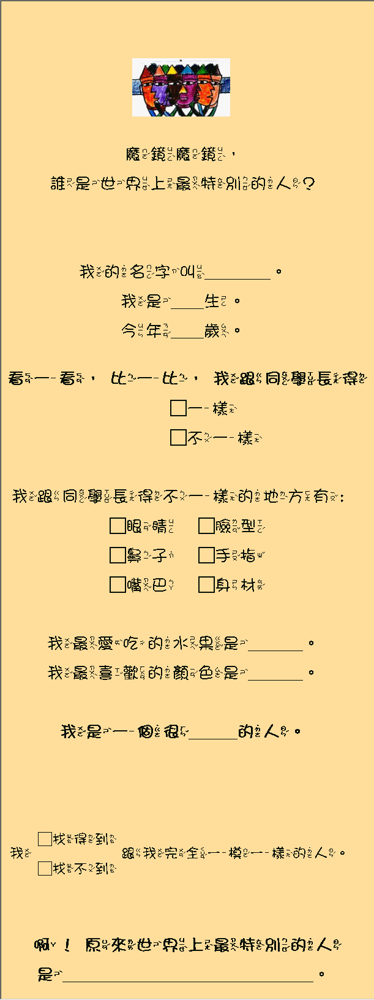 魔鏡魔鏡，
誰是世界上最特別的人？
我的名字叫________。
我是____生。
今年____歲。
看一看，比一比，我跟同學長得
□一樣
□不一樣
我跟同學長得不一樣的地方有：
□眼睛 □臉型
□鼻子 □手指
□嘴巴 □身材
我最愛吃的水果是_______。
我最喜歡的顏色是_______。
我是一個很______的人。
□找得到
我 跟我完全一模一樣的人。
□找不到
啊！原來世界上最特別的人
是______________________________。